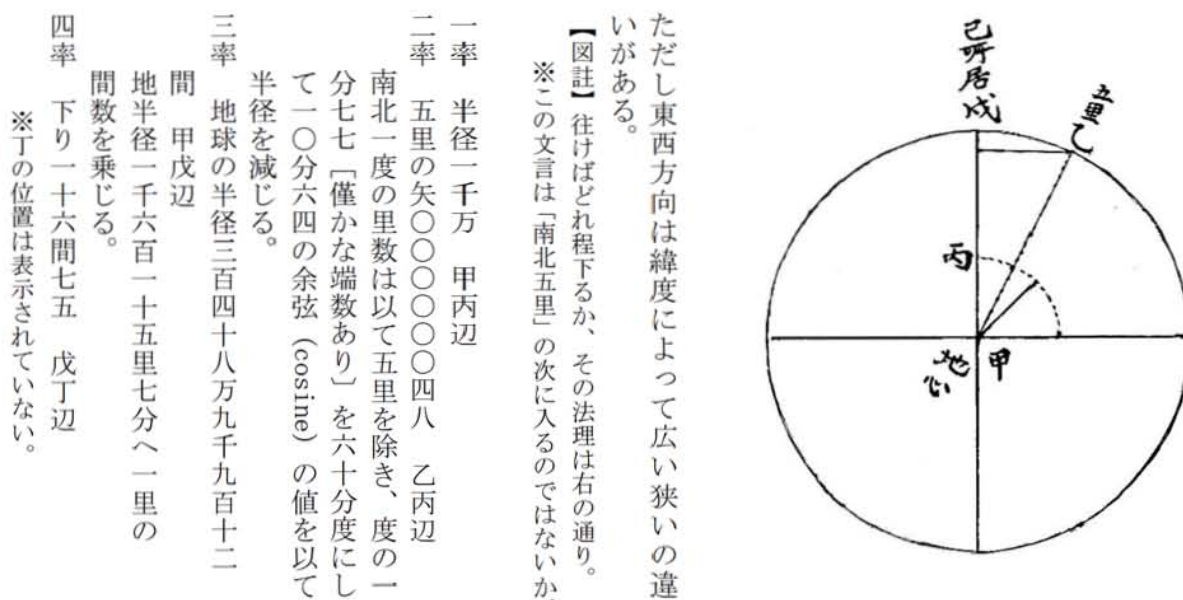 ただし東西方向は緯度によって広い狭いの違
いがある。
【図註】往けばどれ程下るか、その法理は右の通り。
※この文言は「南北五里」の次に入るのではないか。
一率 半径一千万 甲丙辺
二率 五里の矢〇〇〇〇〇〇〇四八 乙丙辺
南北一度の里数は以て五里を除き、度の一
分七七［僅かな端数あり］を六十分度にし
て一〇分六四の余弦（cosine）の値を以て
半径を減じる。
三率 地球の半径三百四十八万九千九百十二
間 甲戊辺
地半径一千六百一十五里七分へ一里の
間数を乗じる。
四率 下り一十六間七五 戊丁辺
※丁の位置は表示されていない。
己所居戊
五里乙
丙
甲
地心